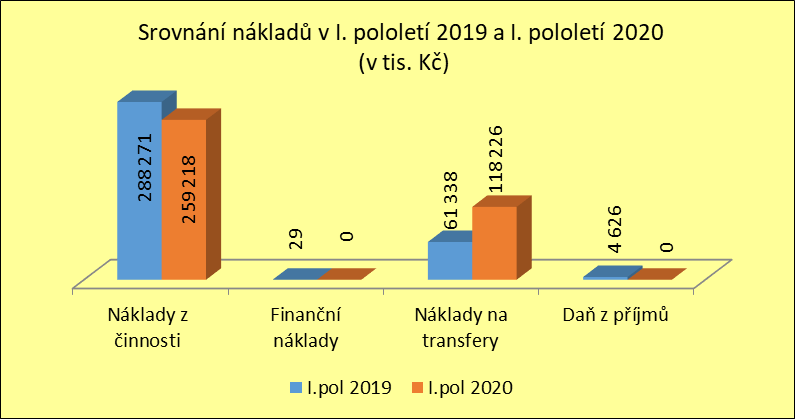 Srovnání nákladů v I. pololetí 2019 a I. pololetí 2020
(v tis. Kč)
288 271
259 218
29
0
61 338
118 226
4 626
0
Náklady z
činnosti
Finanční
náklady
Náklady na
transfery
Daň z příjmů
I.pol 2019
I.pol 2020